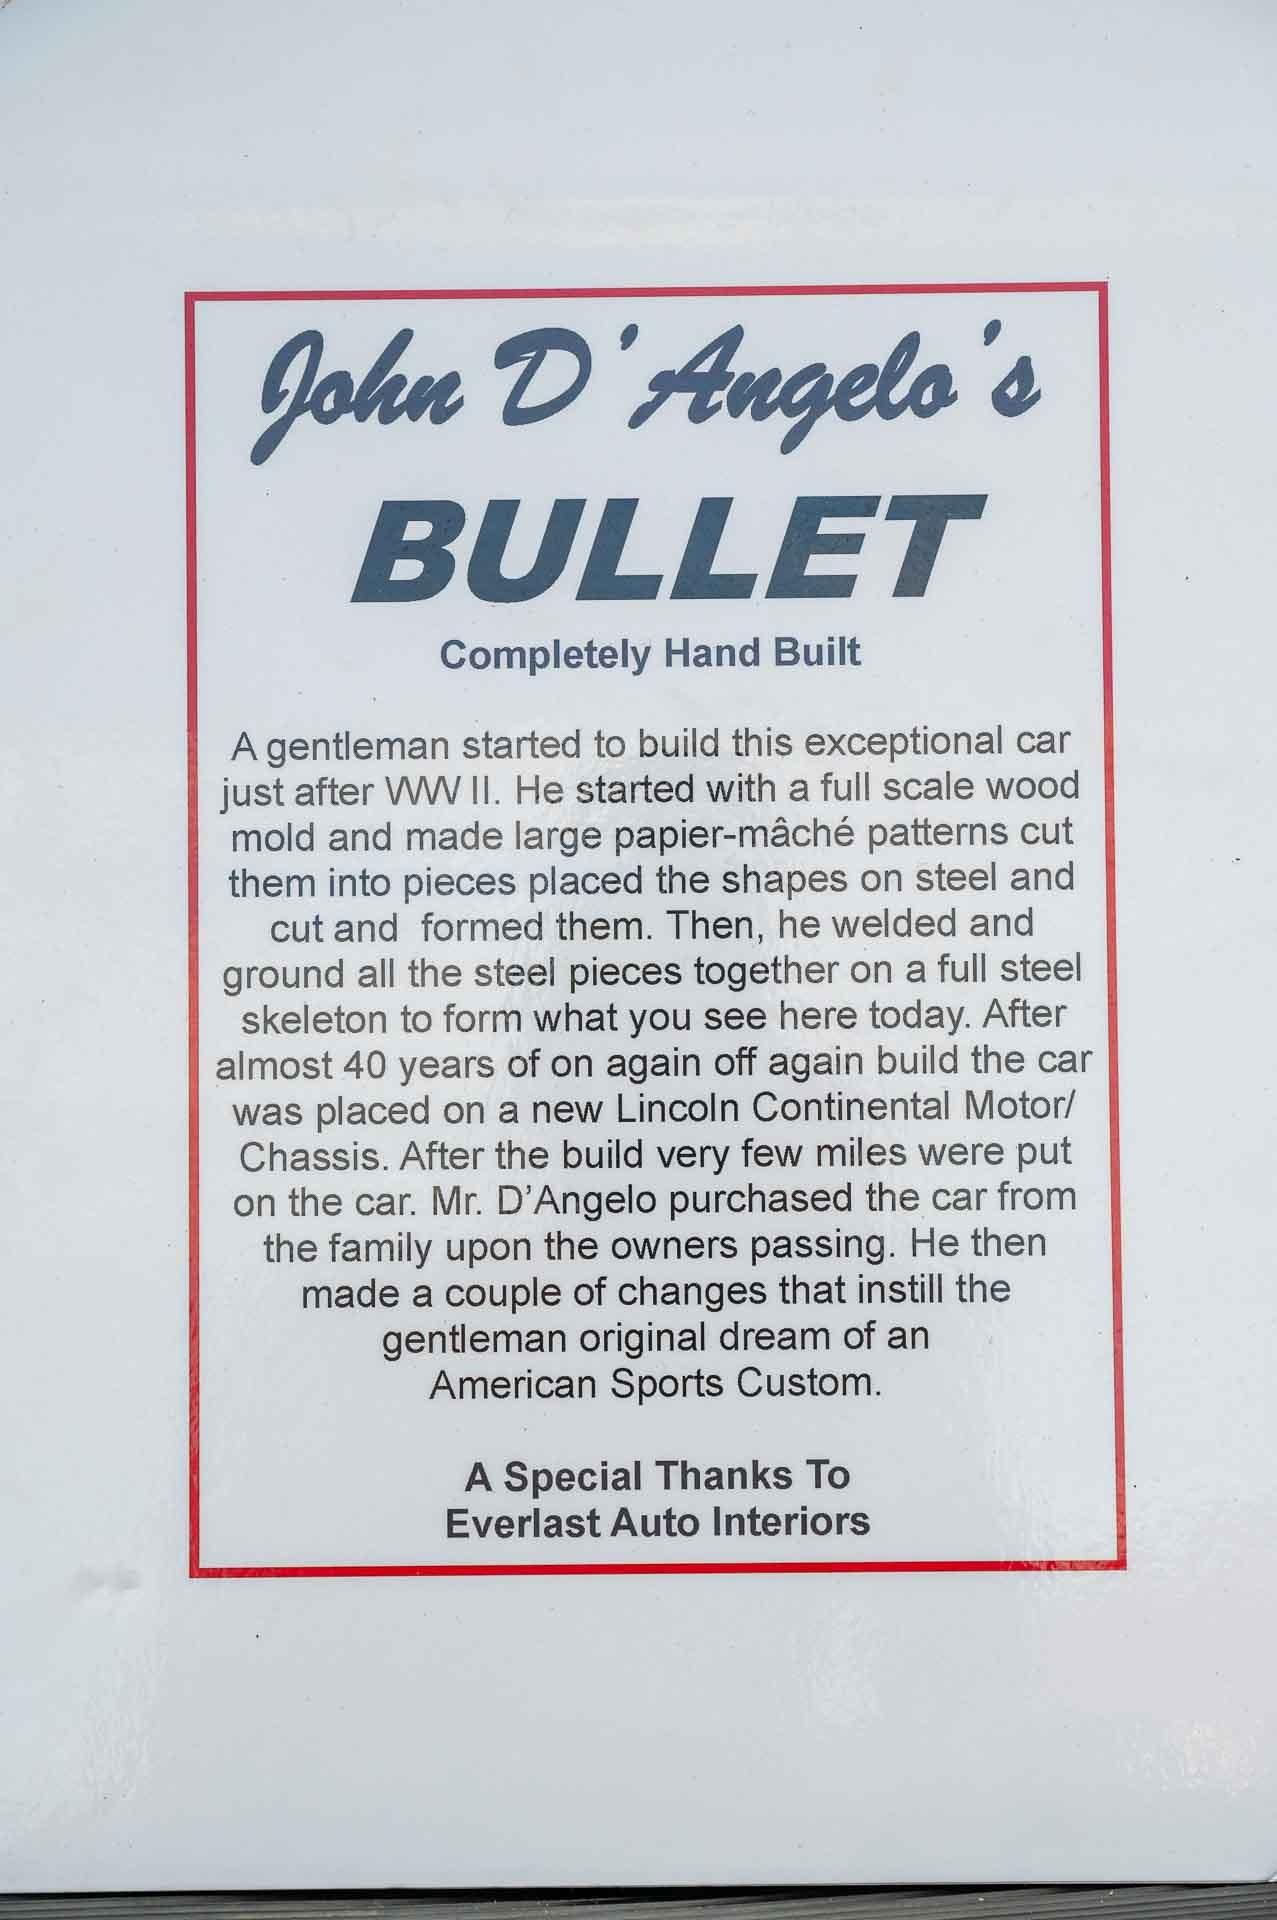 John D'Angelo's
BULLET
Completely Hand Built
A gentleman started to build this exceptional car
just after WW II. He started with a full scale wood
mold and made large papier-mâché patterns cut
them into pieces placed the shapes on steel and
cut and  formed them. Then, he welded and
ground all the steel pieces together on a full steel
skeleton to form what you see here today. After
almost 40 years of on again off again build the car
was placed on a new Lincoln Continental Motor/
Chassis. After the build very few miles were put
on the car. Mr. D'Angelo purchased the car from
the family upon the owners passing. He then
made a couple of changes that instill the
gentleman original dream of an
American Sports Custom.
A Special Thanks To
Everlast Auto Interiors